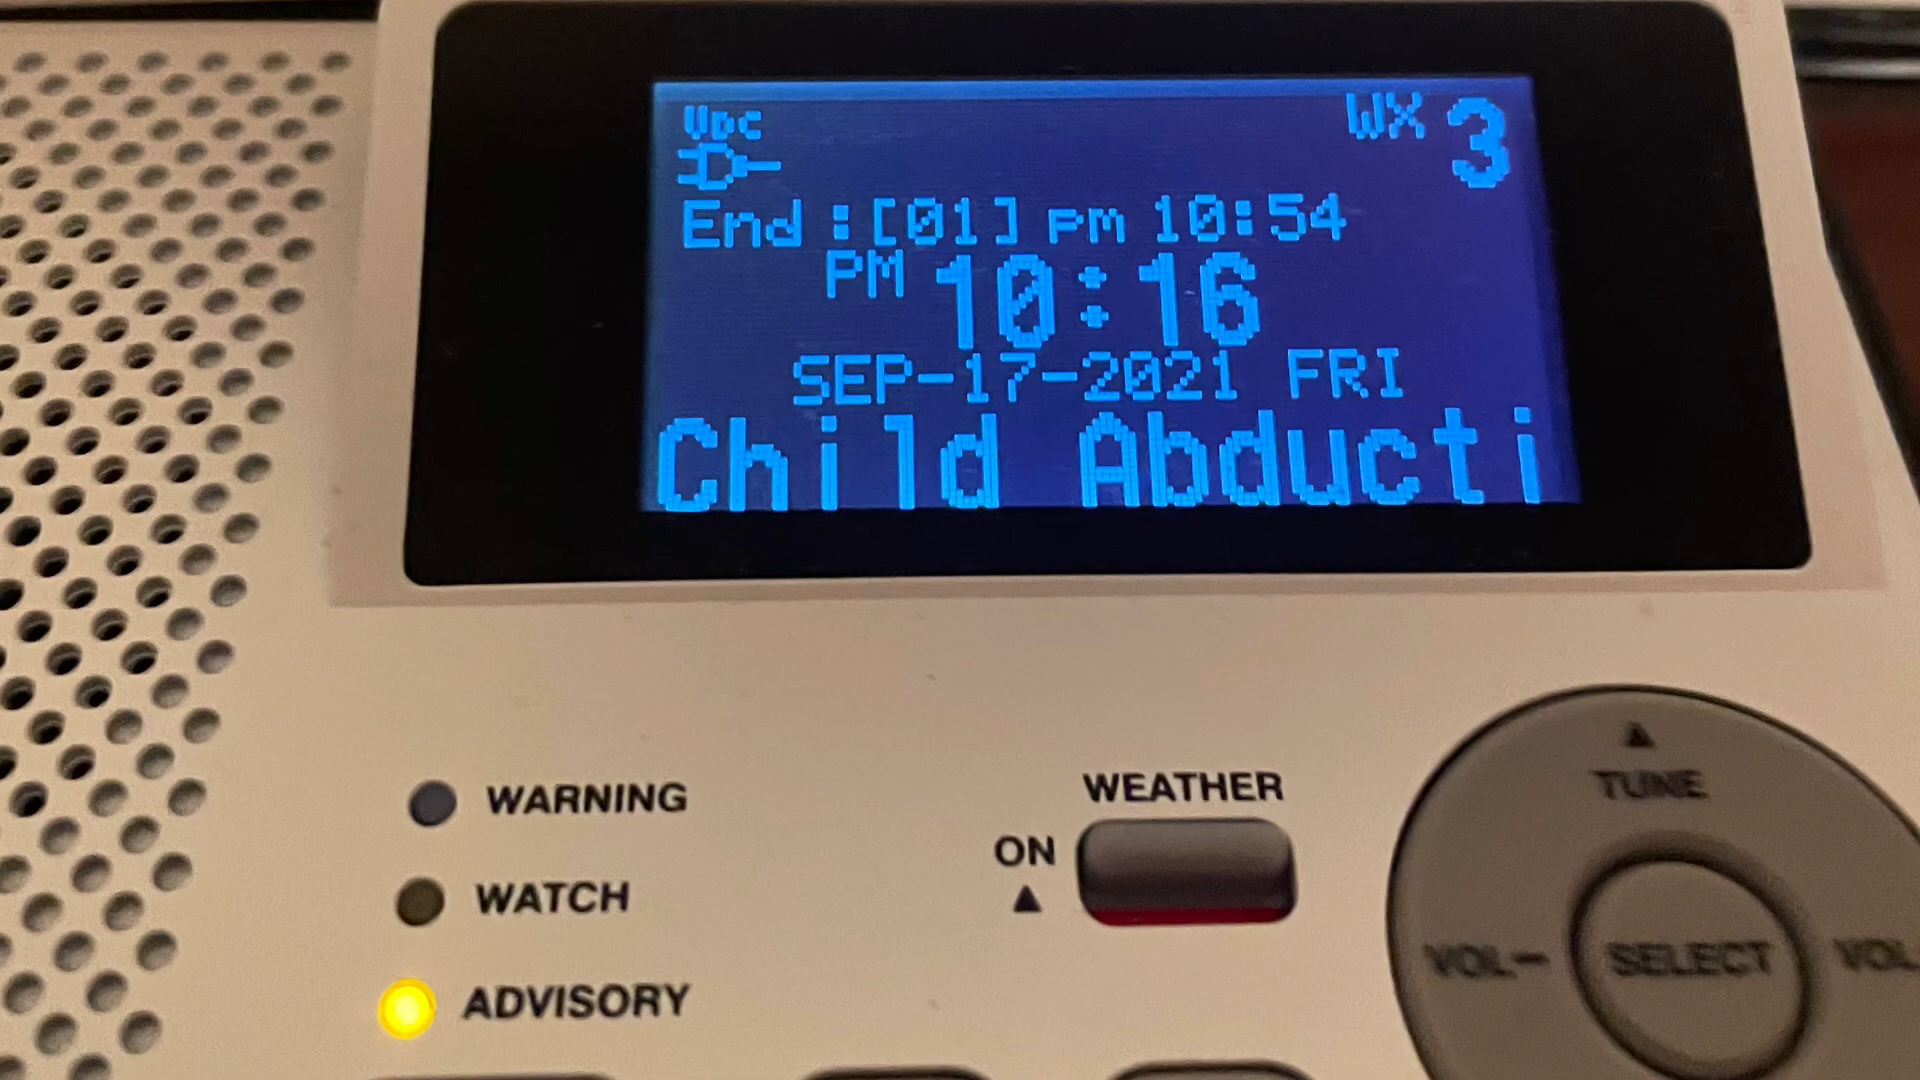 VDC
WX 3
End :[01] pm 10:54
PM 10:16
SEP-17-2021 FRI
Child Abducti
WARNING
WATCH
ADVISORY
WEATHER
ON
TUNE
VOL-
SELECT
VOL